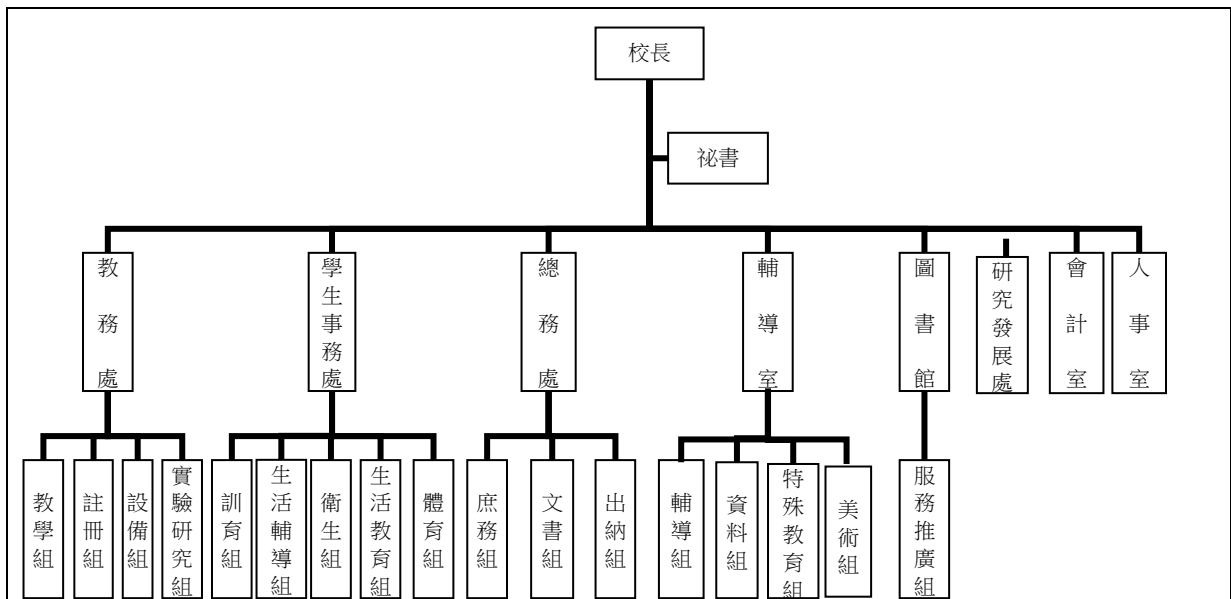 校長
祕書
教務處
學生事務處
總務處
輔導室
圖書館
研究發展處
會計室
人事室
教學組
註冊組
設備組
實驗研究組
訓育組
生活輔導組
衛生組
生活教育組
體育組
庶務組
文書組
出納組
輔導組
資料組
特殊教育組
美術組
服務推廣組